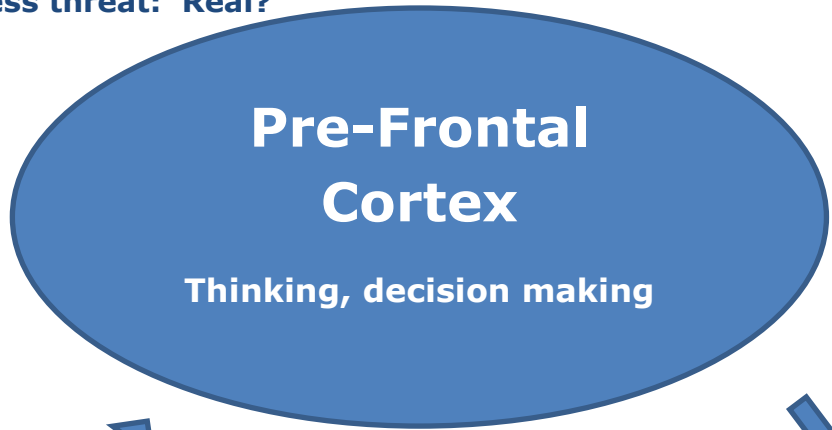 ess threat:  Real?
Pre-Frontal
Cortex
Thinking, decision making